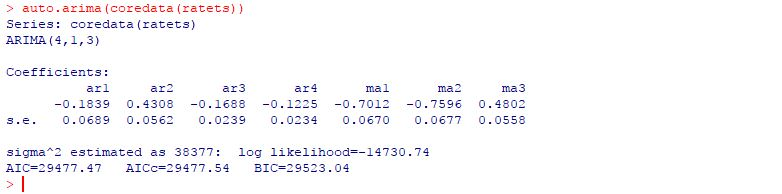 > auto.arima(coredata(ratets))
Series: coredata(ratets)
ARIMA(4,1,3)
Coefficients:
ar1 ar2 ar3 ar4 ma1 ma2 ma3
-0.1839 0.4308 -0.1688 -0.1225 -0.7012 -0.7596 0.4802
s.e. 0.0689 0.0562 0.0239 0.0234 0.0670 0.0677 0.0558
sigma^2 estimated as 38377: log likelihood=-14730.74
AIC=29477.47 AICc=29477.54 BIC=29523.04
>